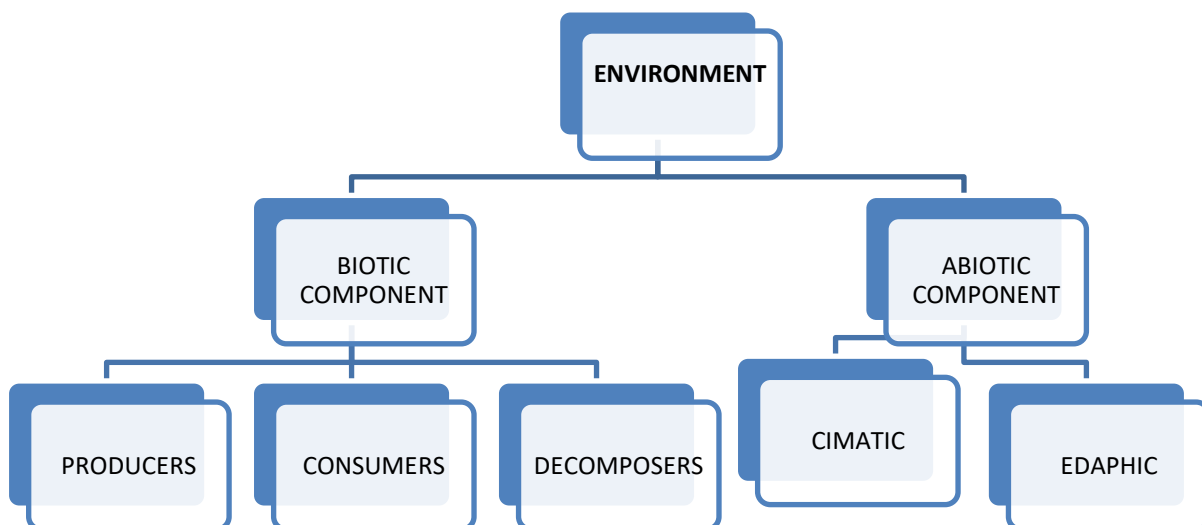 ENVIRONMENT
BIOTIC
COMPONENT
ABIOTIC
COMPONENT
PRODUCERS
CONSUMERS
DECOMPOSERS
CIMATIC
EDAPHIC